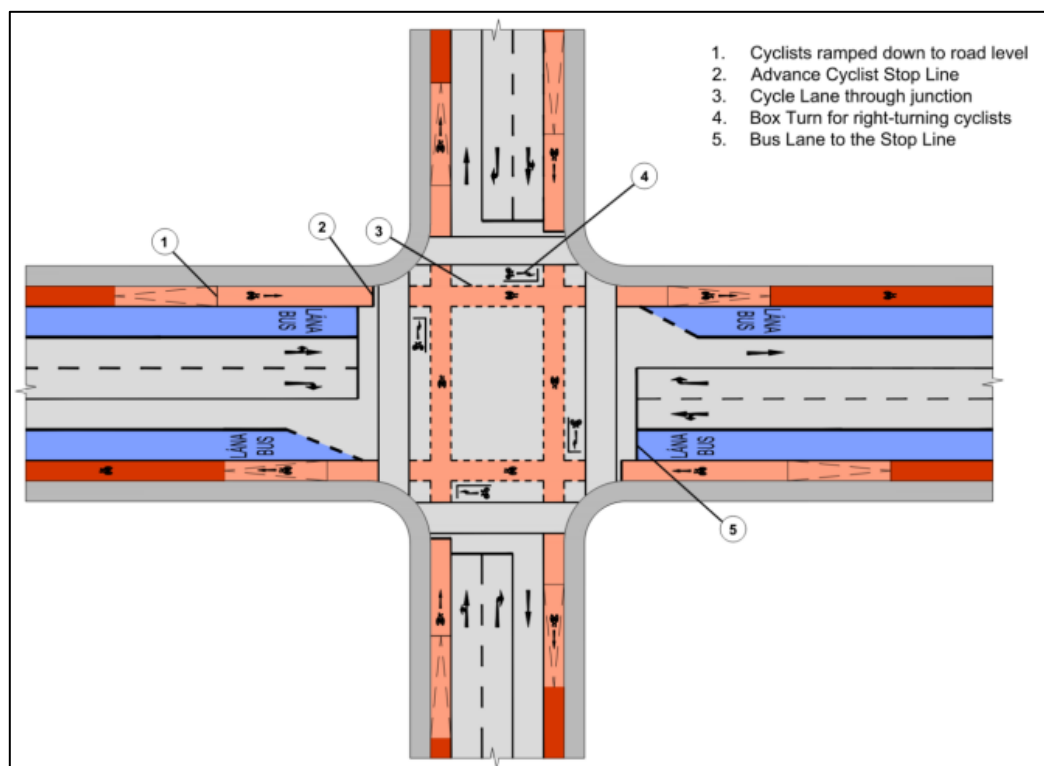 1. Cyclists ramped down to road level
2. Advance Cyclist Stop Line
3. Cycle Lane through junction
4. Box Turn for right-turning cyclists
5. Bus Lane to the Stop Line
4
3
2
1
LÁNA
BUS
LÁNA
BUS
LÁNA
BUS
LÁNA
BUS
5